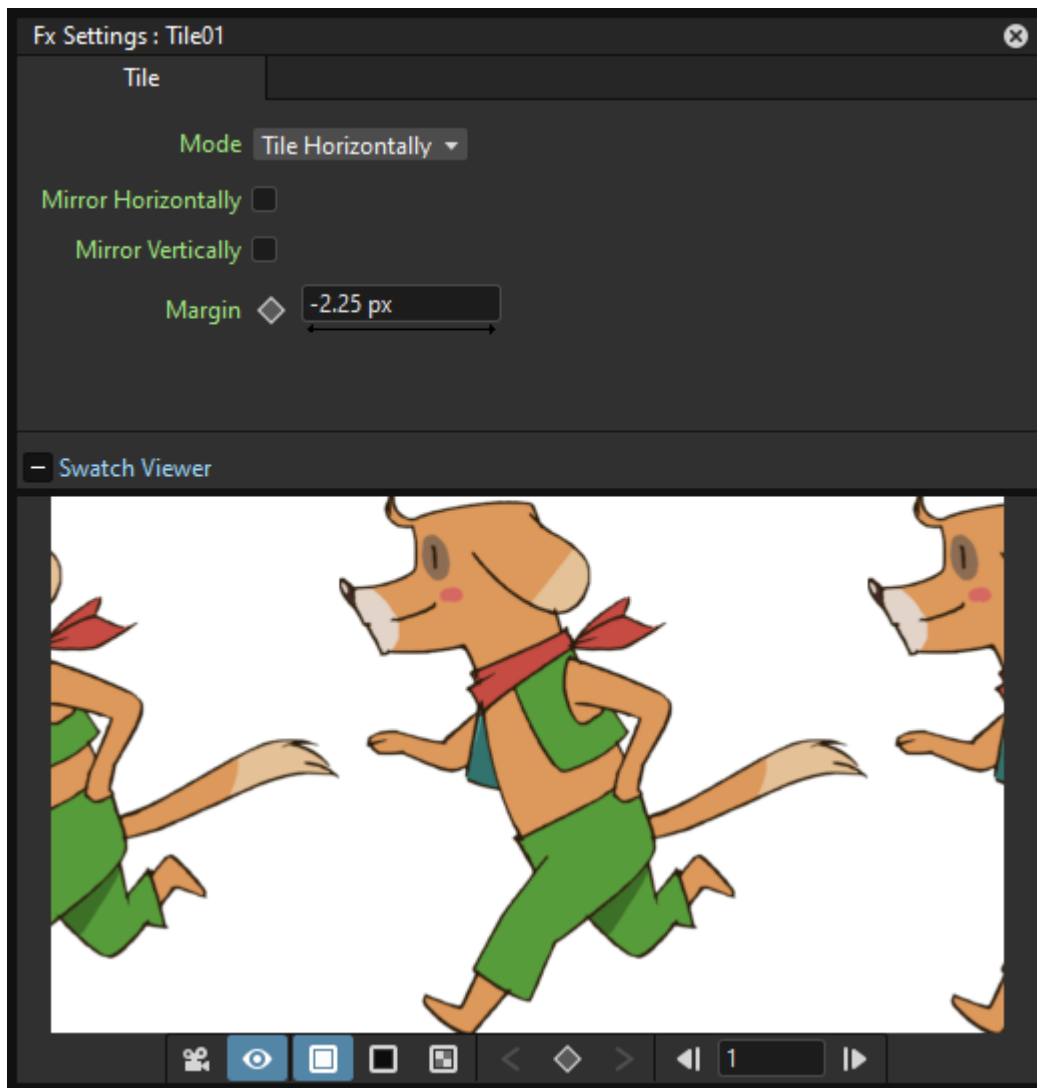 Fx Settings : Tile01
Tile
Mode Tile Horizontally
Mirror Horizontally
Mirror Vertically
Margin -2.25 px
Swatch Viewer
1